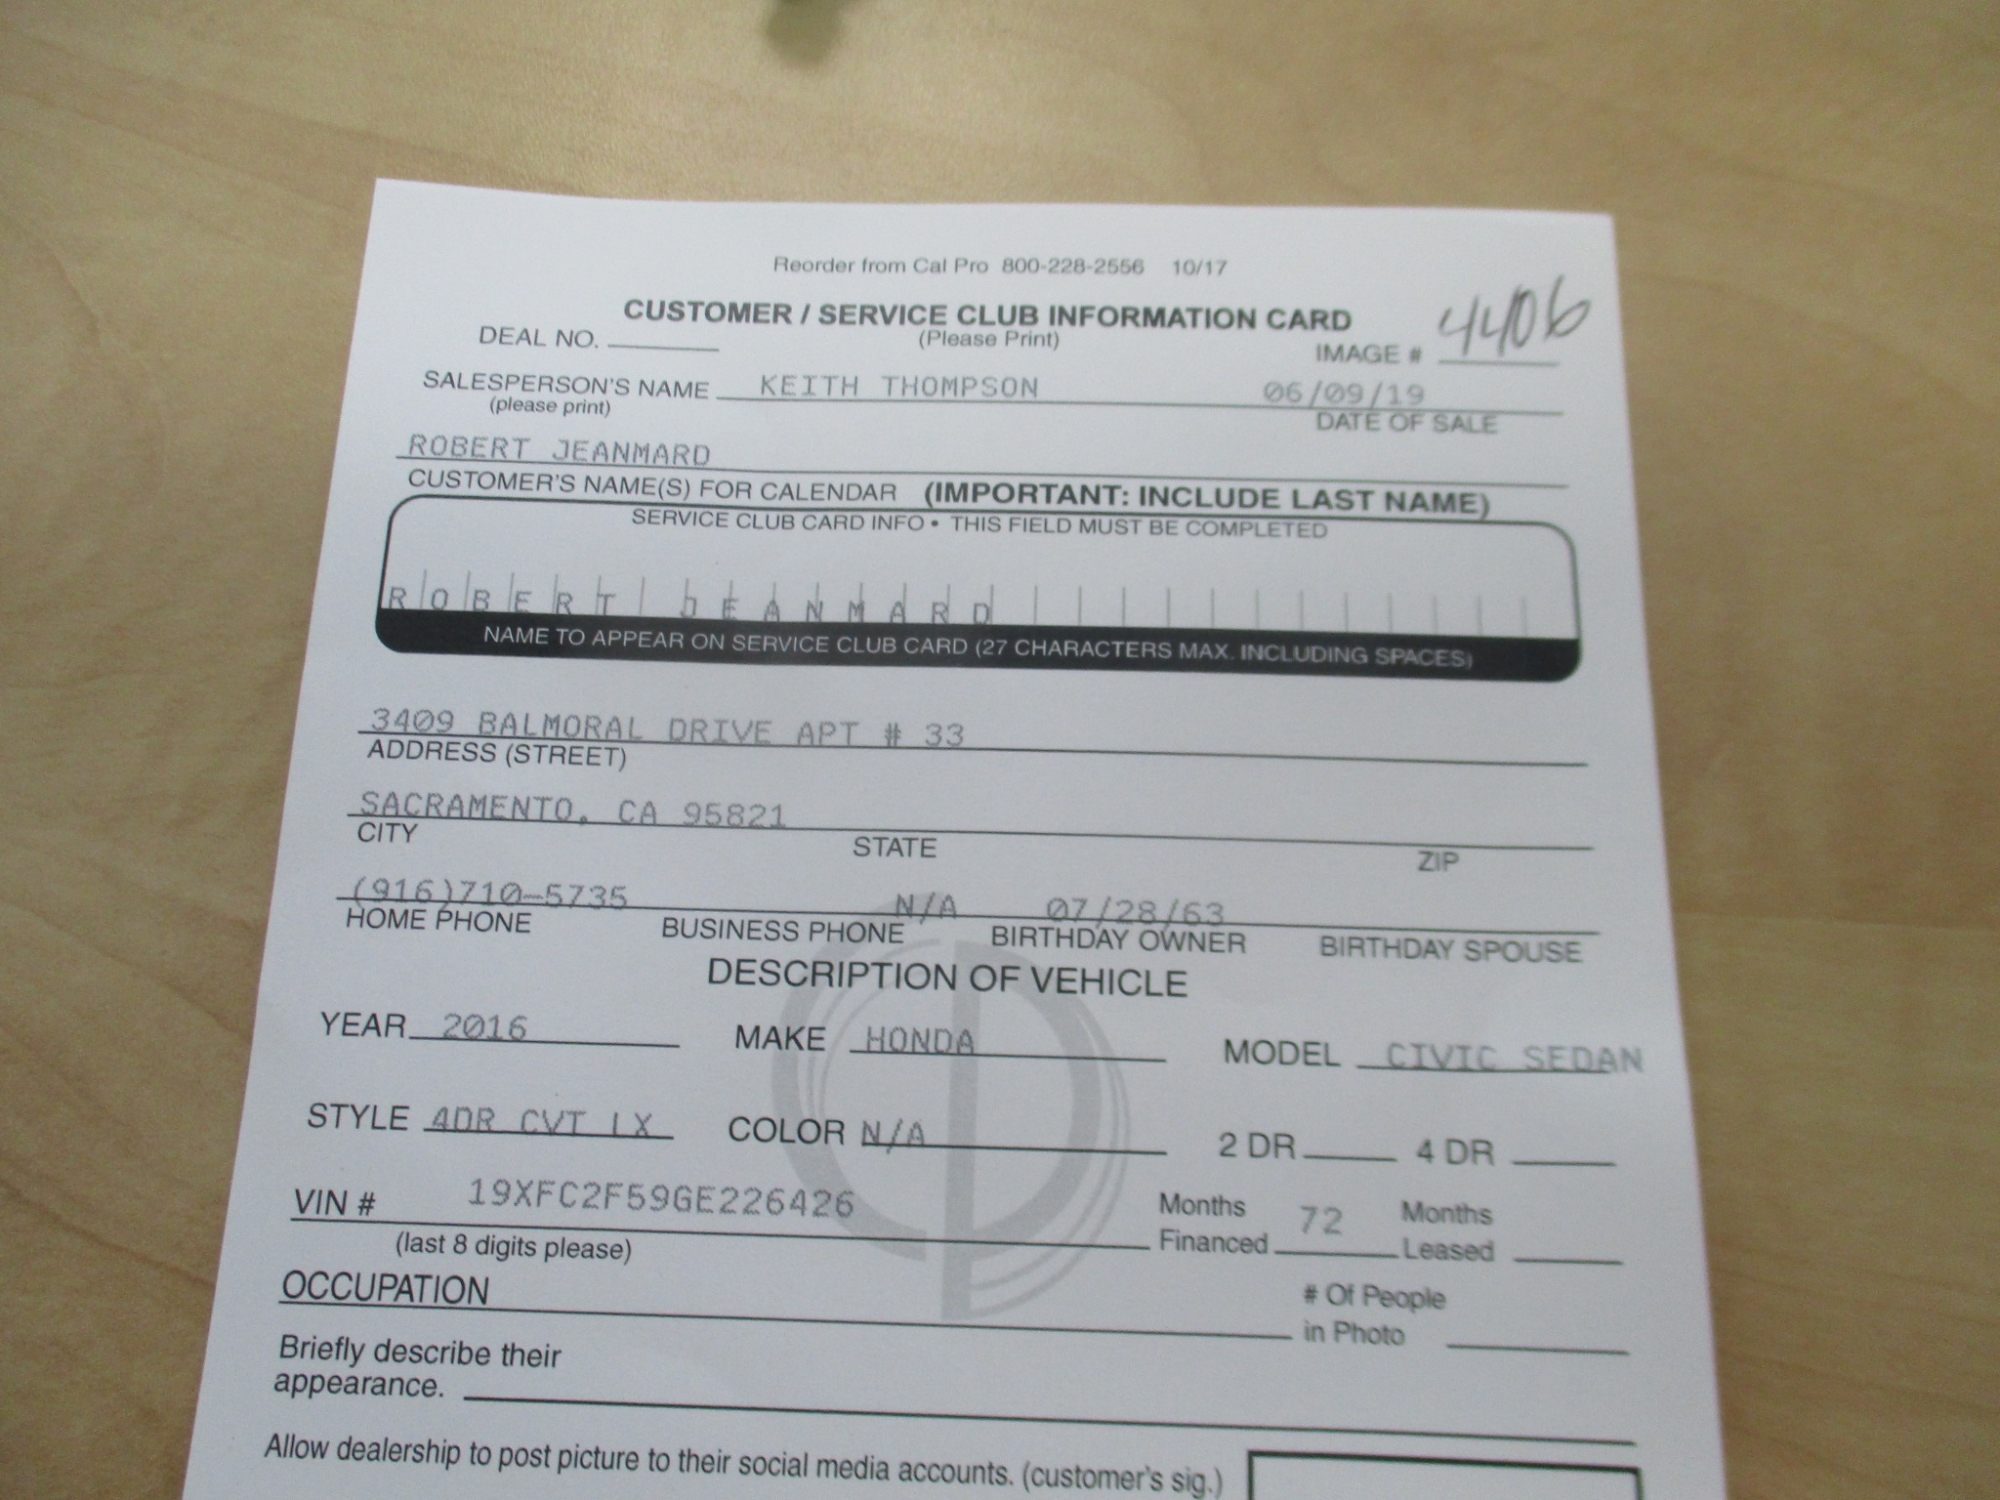 Reorder from Cal Pro 800-228-2556 10/17
CUSTOMER / SERVICE CLUB INFORMATION CARD
DEAL NO. (Please Print) IMAGE # 4406
SALESPERSON'S NAME KEITH THOMPSON 06/09/19
(please print) DATE OF SALE
ROBERT JEANMARD
CUSTOMER'S NAME(S) FOR CALENDAR (IMPORTANT: INCLUDE LAST NAME)
SERVICE CLUB CARD INFO • THIS FIELD MUST BE COMPLETED
ROBERT JEANMARD
NAME TO APPEAR ON SERVICE CLUB CARD (27 CHARACTERS MAX. INCLUDING SPACES)
3409 BALMORAL DRIVE APT # 33
ADDRESS (STREET)
SACRAMENTO, CA 95821
CITY STATE ZIP
(916)710-5735 N/A 07/28/63
HOME PHONE BUSINESS PHONE BIRTHDAY OWNER BIRTHDAY SPOUSE
DESCRIPTION OF VEHICLE
YEAR 2016 MAKE HONDA MODEL CIVIC SEDAN
STYLE 4DR CVT LX COLOR N/A 2 DR 4 DR
VIN # 19XFC2F59GE226426 Months Financed 72 Months Leased
(last 8 digits please)
OCCUPATION # Of People in Photo
Briefly describe their
appearance.
Allow dealership to post picture to their social media accounts. (customer's sig.)